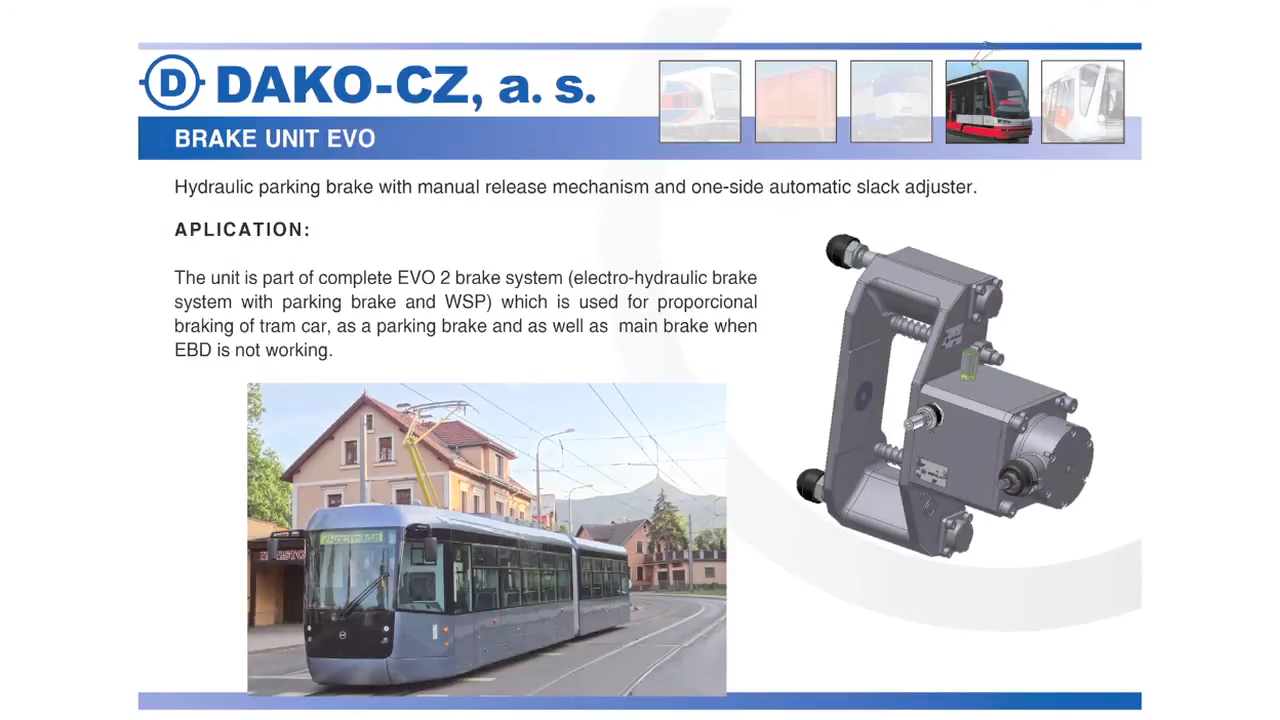 D DAKO-CZ, a. s.
BRAKE UNIT EVO
Hydraulic parking brake with manual release mechanism and one-side automatic slack adjuster.
APLICATION:
The unit is part of complete EVO 2 brake system (electro-hydraulic brake
system with parking brake and WSP) which is used for proporcional
braking of tram car, as a parking brake and as well as main brake when
EBD is not working.